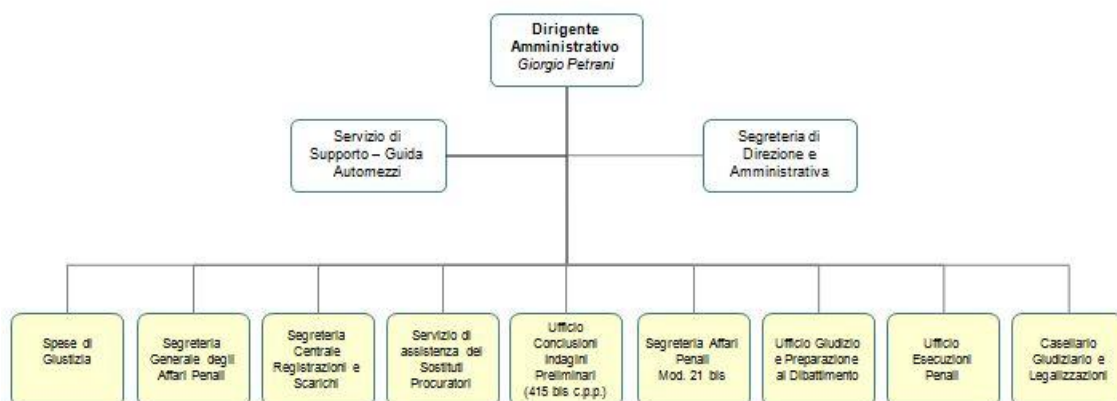 Dirigente
Amministrativo
Giorgio Petrani
Servizio di
Supporto – Guida
Automezzi
Segreteria di
Direzione e
Amministrativa
Spese di
Giustizia
Segreteria
Generale degli
Affari Penali
Segreteria
Centrale
Registrazioni e
Scarichi
Servizio di
assistenza dei
Sostituti
Procuratori
Ufficio
Conclusioni
Indagini
Preliminari
(415 bis c.p.p.)
Segreteria Affari
Penali
Mod. 21 bis
Ufficio Giudizio
e Preparazione
al Dibattimento
Ufficio
Esecuzioni
Penali
Casellario
Giudiziario e
Legalizzazioni